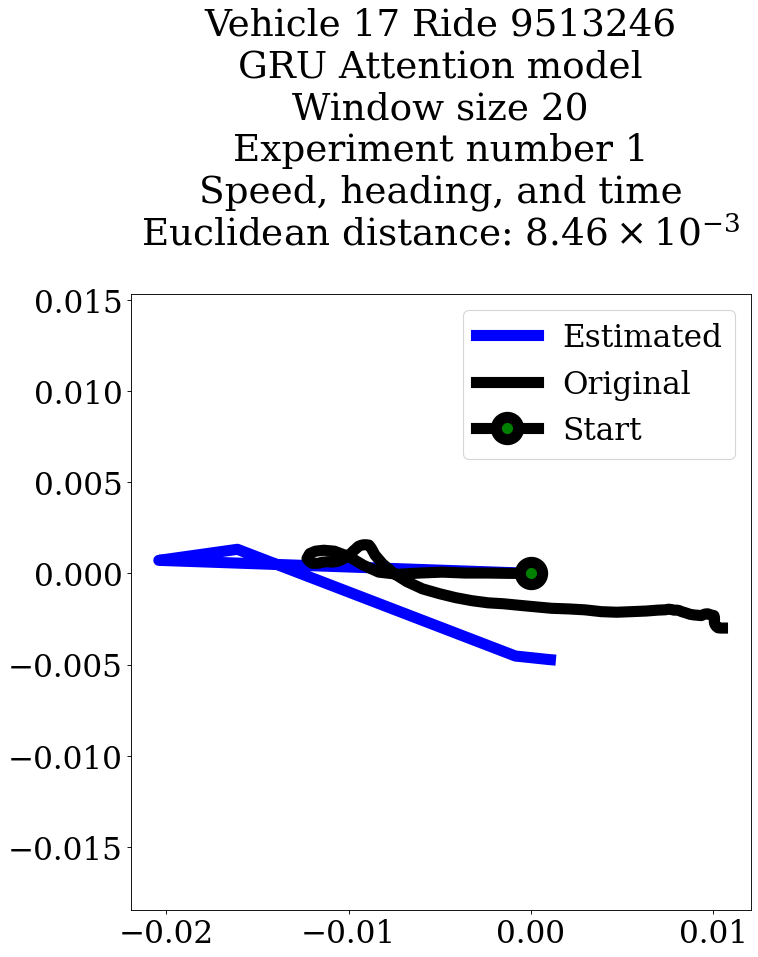 Vehicle 17 Ride 9513246
GRU Attention model
Window size 20
Experiment number 1
Speed, heading, and time
Euclidean distance: 8.46 × 10⁻³
Estimated
Original
Start
0.015
0.010
0.005
0.000
−0.005
−0.010
−0.015
−0.02
−0.01
0.00
0.01